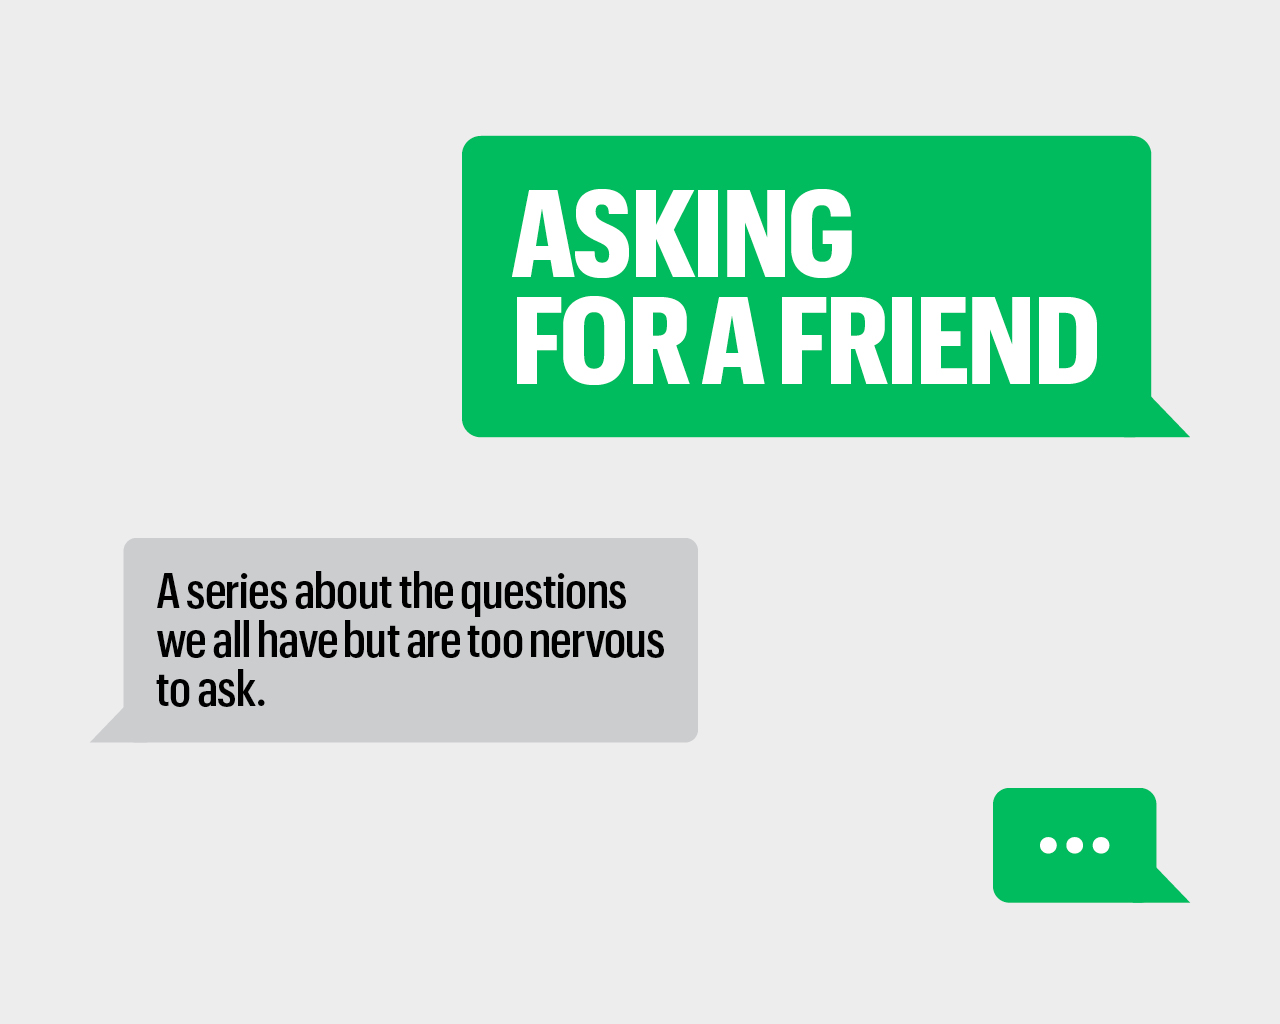 ASKING
FOR A FRIEND
A series about the questions
we all have but are too nervous
to ask.